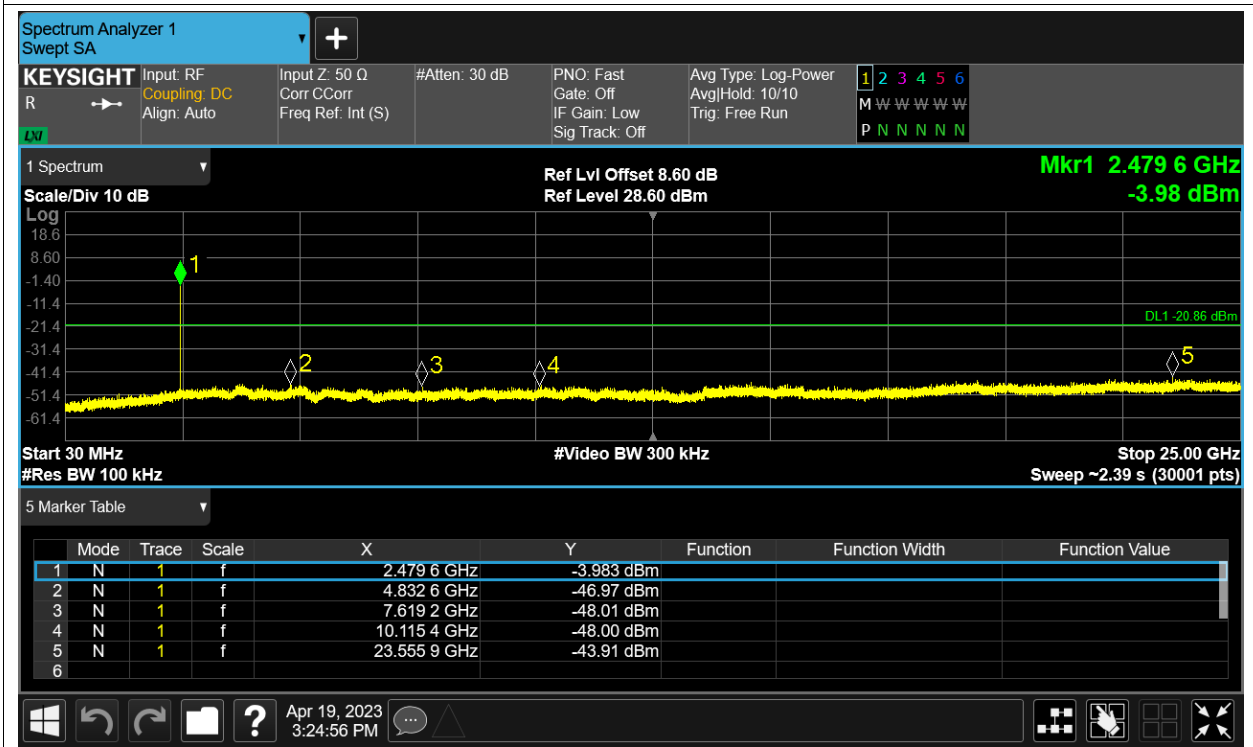 Spectrum Analyzer 1
Swept SA
+
KEYSIGHT Input: RF Input Z: 50 Ω #Atten: 30 dB PNO: Fast Avg Type: Log-Power 1 2 3 4 5 6
R Coupling: DC Corr CCorr Gate: Off Avg|Hold: 10/10 M W W W W W
Align: Auto Freq Ref: Int (S) IF Gain: Low Trig: Free Run
LXI Sig Track: Off P N N N N N
1 Spectrum
Ref Lvl Offset 8.60 dB Mkr1 2.479 6 GHz
Scale/Div 10 dB Ref Level 28.60 dBm -3.98 dBm
Log
18.6
8.60
1
-1.40
-11.4
DL1 -20.86 dBm
-21.4
-31.4
2 3 4 5
-41.4
-51.4
-61.4
Start 30 MHz #Video BW 300 kHz Stop 25.00 GHz
#Res BW 100 kHz Sweep ~2.39 s (30001 pts)
5 Marker Table
Mode Trace Scale X Y Function Function Width Function Value
1 N 1 f 2.479 6 GHz -3.983 dBm
2 N 1 f 4.832 6 GHz -46.97 dBm
3 N 1 f 7.619 2 GHz -48.01 dBm
4 N 1 f 10.115 4 GHz -48.00 dBm
5 N 1 f 23.555 9 GHz -43.91 dBm
6
? Apr 19, 2023
3:24:56 PM